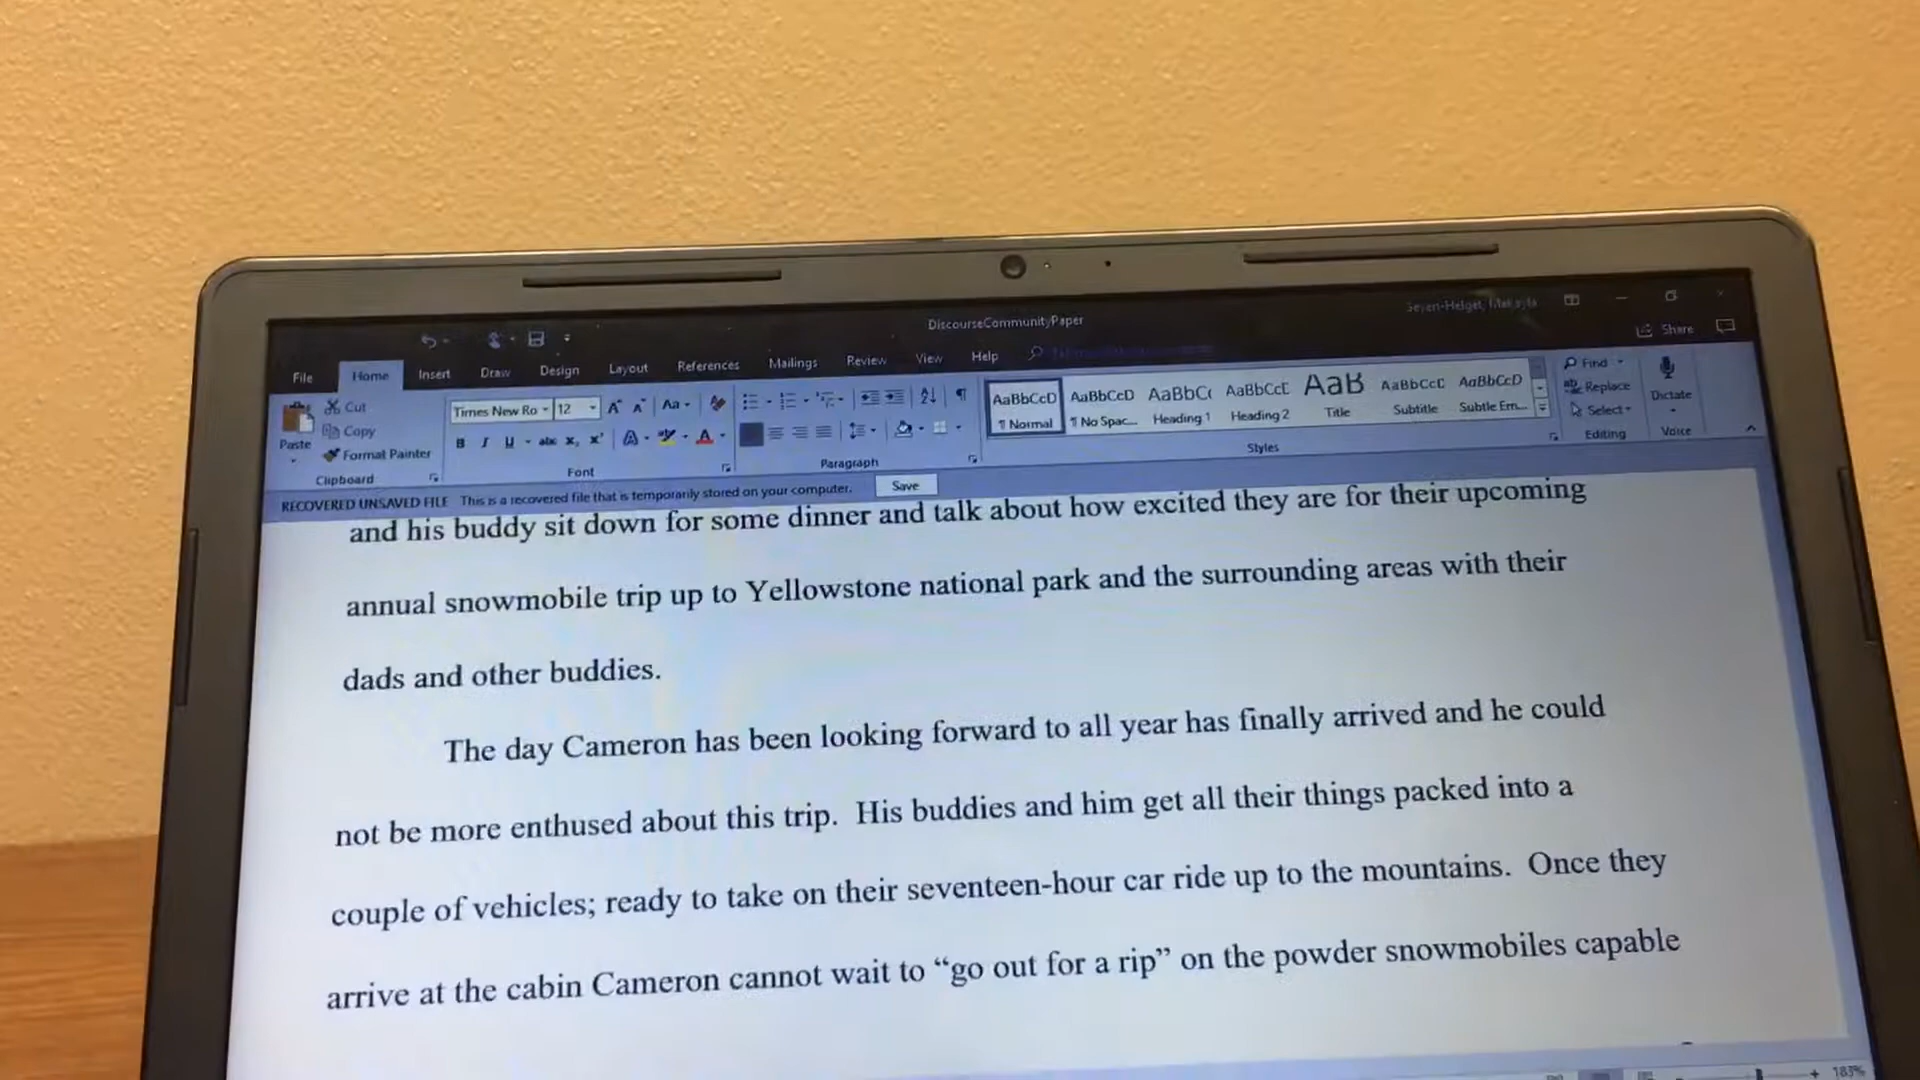 DiscourseCommunityPaper
Share
File Home Insert Draw Design Layout References Mailings Review View Help
Cut
Copy
Format Painter
Paste
Clipboard
Times New Ro 12
Font
Paragraph
AaBbCcD AaBbCcD AaBbC AaBbCcE AaB AaBbCcC AaBbCcD
¶ Normal ¶ No Spac... Heading 1 Heading 2 Title Subtitle Subtle Em...
Styles
Find
Replace
Select
Editing
Dictate
Voice
RECOVERED UNSAVED FILE This is a recovered file that is temporarily stored on your computer. Save
and his buddy sit down for some dinner and talk about how excited they are for their upcoming
annual snowmobile trip up to Yellowstone national park and the surrounding areas with their
dads and other buddies.
The day Cameron has been looking forward to all year has finally arrived and he could
not be more enthused about this trip.  His buddies and him get all their things packed into a
couple of vehicles; ready to take on their seventeen-hour car ride up to the mountains.  Once they
arrive at the cabin Cameron cannot wait to “go out for a rip” on the powder snowmobiles capable
183%